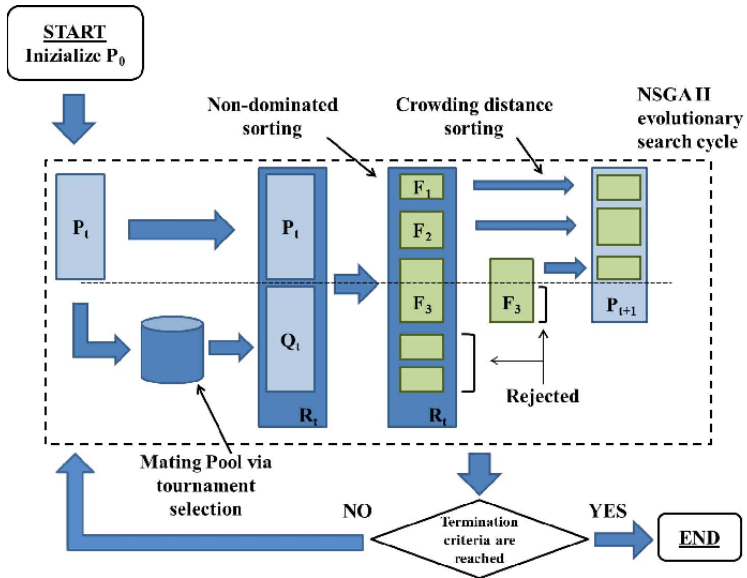 START
Inizialize P0
Non-dominated
sorting
Crowding distance
sorting
NSGA II
evolutionary
search cycle
Pt
Pt
Qt
Rt
F1
F2
F3
Rt
F3
Pt+1
Rejected
Mating Pool via
tournament
selection
NO
Termination
criteria are
reached
YES
END